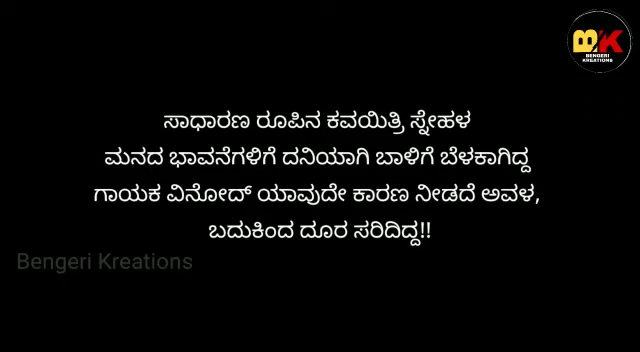 BK
BENGERI
KREATIONS
ಸಾಧಾರಣ ರೂಪಿನ ಕವಯಿತ್ರಿ ಸ್ನೇಹಳ
ಮನದ ಭಾವನೆಗಳಿಗೆ ದನಿಯಾಗಿ ಬಾಳಿಗೆ ಬೆಳಕಾಗಿದ್ದ
ಗಾಯಕ ವಿನೋದ್ ಯಾವುದೇ ಕಾರಣ ನೀಡದೆ ಅವಳ,
ಬದುಕಿಂದ ದೂರ ಸರಿದಿದ್ದ!!
Bengeri Kreations